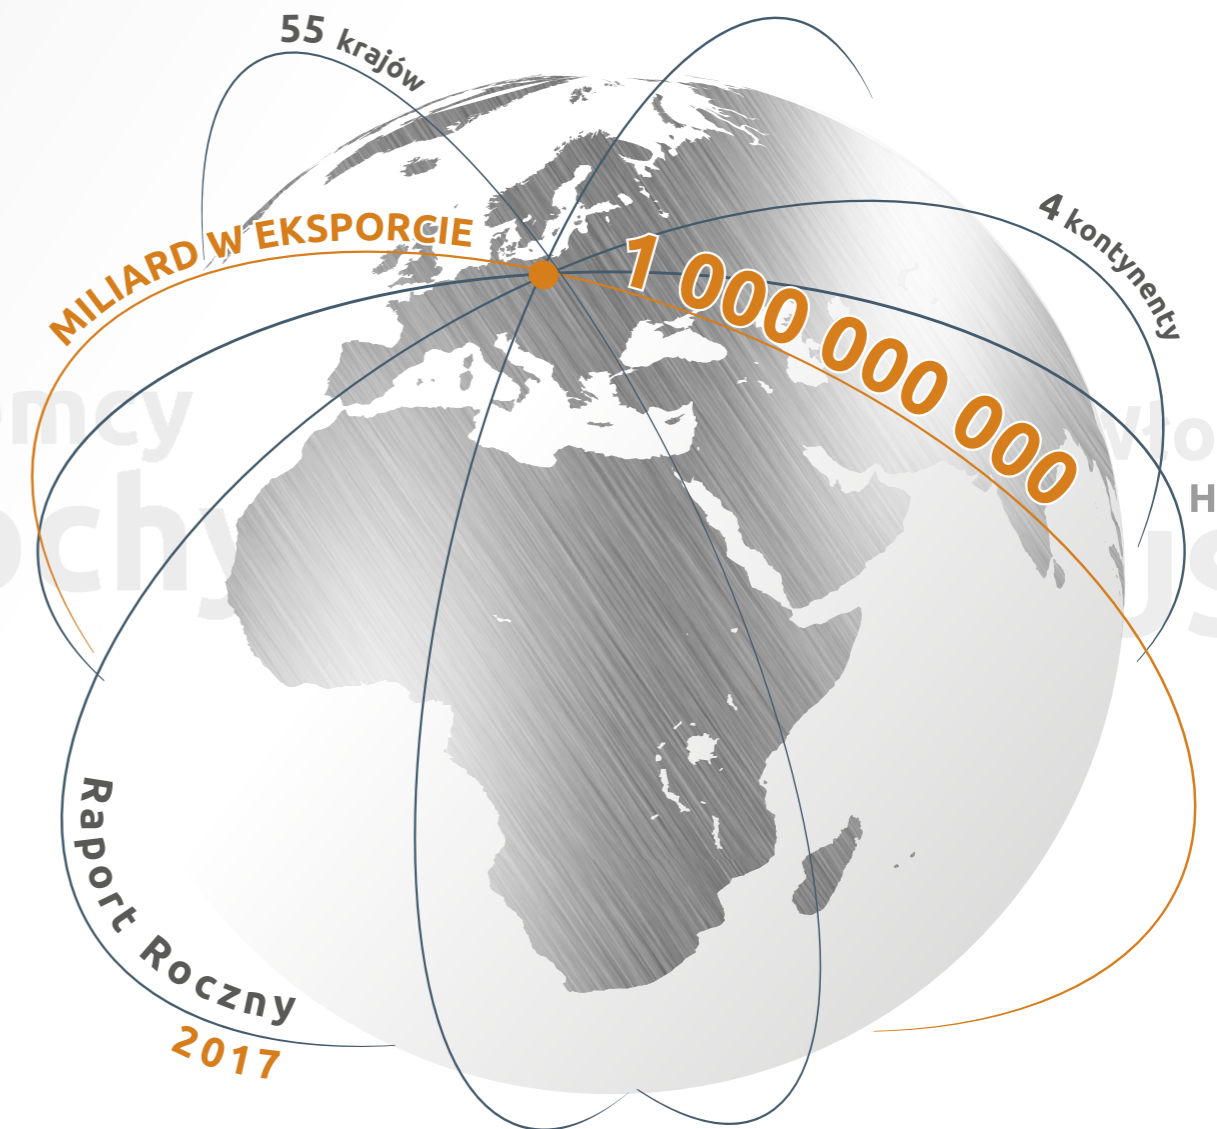 55 krajów
4 kontynenty
MILIARD W EKSPORCIE
1 000 000 000
Raport Roczny
2017